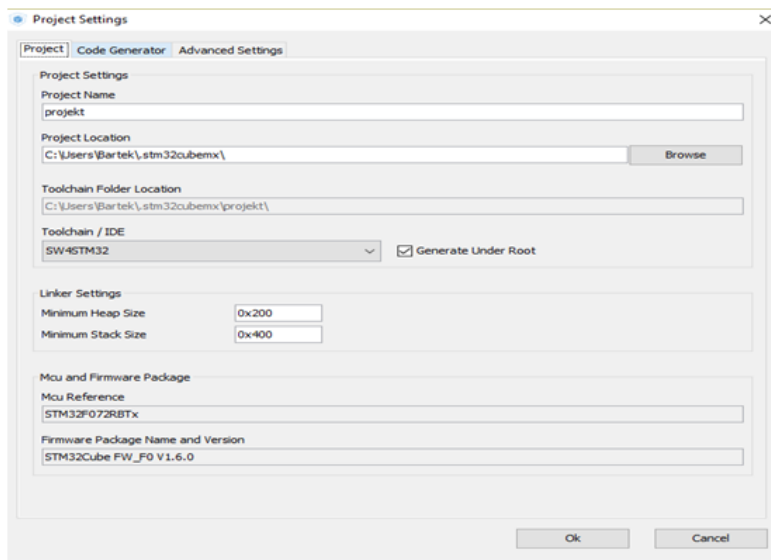 Project Settings
Project Code Generator Advanced Settings
Project Settings
Project Name
projekt
Project Location
C:\Users\Bartek\.stm32cubemx\
Browse
Toolchain Folder Location
C:\Users\Bartek\.stm32cubemx\projekt\
Toolchain / IDE
SW4STM32
Generate Under Root
Linker Settings
Minimum Heap Size 0x200
Minimum Stack Size 0x400
Mcu and Firmware Package
Mcu Reference
STM32F072RBTx
Firmware Package Name and Version
STM32Cube FW_F0 V1.6.0
Ok Cancel